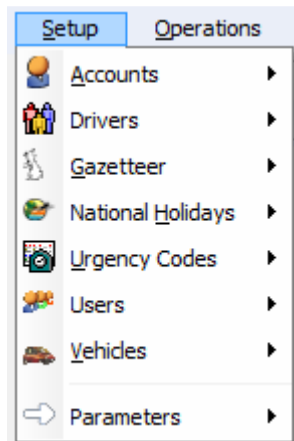 Setup Operations
Accounts
Drivers
Gazetteer
National Holidays
Urgency Codes
Users
Vehicles
Parameters